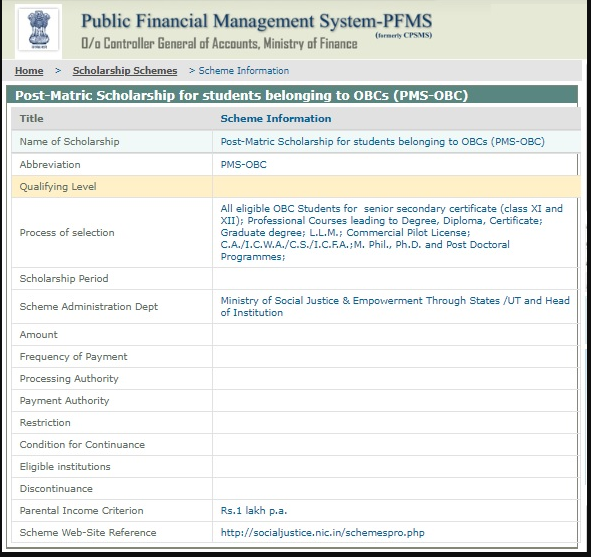 Public Financial Management System-PFMS
(formerly CPSMS)
O/o Controller General of Accounts, Ministry of Finance
Home > Scholarship Schemes > Scheme Information
Post-Matric Scholarship for students belonging to OBCs (PMS-OBC)
Title Scheme Information
Name of Scholarship Post-Matric Scholarship for students belonging to OBCs (PMS-OBC)
Abbreviation PMS-OBC
Qualifying Level
Process of selection
All eligible OBC Students for senior secondary certificate (class XI and
XII); Professional Courses leading to Degree, Diploma, Certificate;
Graduate degree; L.L.M.; Commercial Pilot License;
C.A./I.C.W.A./C.S./I.C.F.A.;M. Phil., Ph.D. and Post Doctoral
Programmes;
Scholarship Period
Scheme Administration Dept
Ministry of Social Justice & Empowerment Through States /UT and Head
of Institution
Amount
Frequency of Payment
Processing Authority
Payment Authority
Restriction
Condition for Continuance
Eligible institutions
Discontinuance
Parental Income Criterion Rs.1 lakh p.a.
Scheme Web-Site Reference http://socialjustice.nic.in/schemespro.php